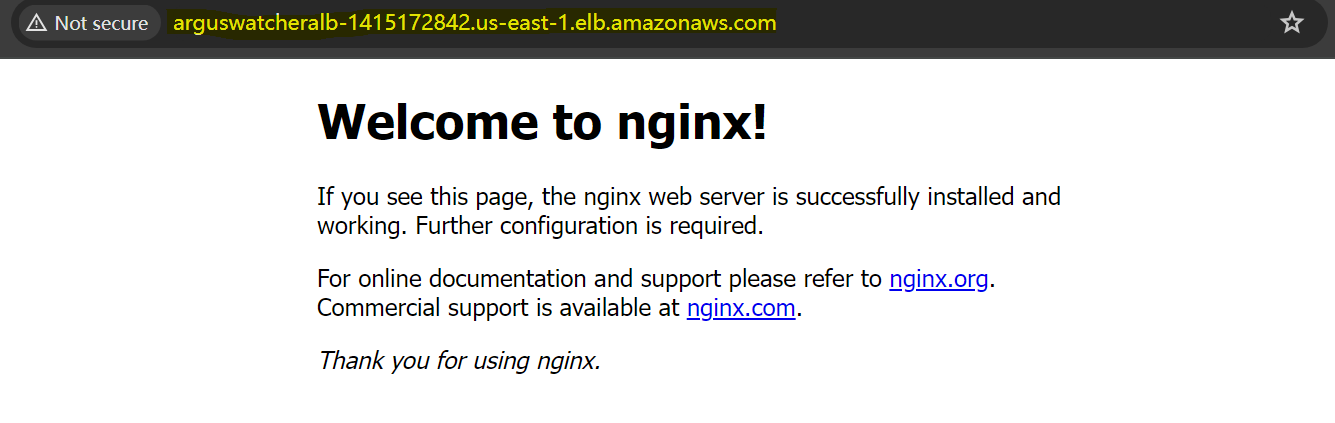 Not secure arguswatcheralb-1415172842.us-east-1.elb.amazonaws.com
Welcome to nginx!
If you see this page, the nginx web server is successfully installed and
working. Further configuration is required.
For online documentation and support please refer to nginx.org.
Commercial support is available at nginx.com.
Thank you for using nginx.